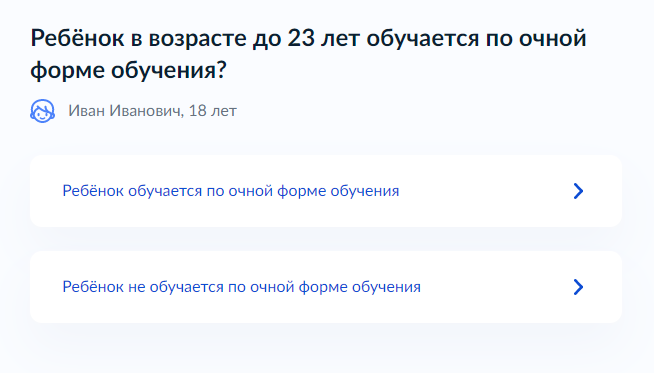 Ребёнок в возрасте до 23 лет обучается по очной
форме обучения?
Иван Иванович, 18 лет
Ребёнок обучается по очной форме обучения
Ребёнок не обучается по очной форме обучения